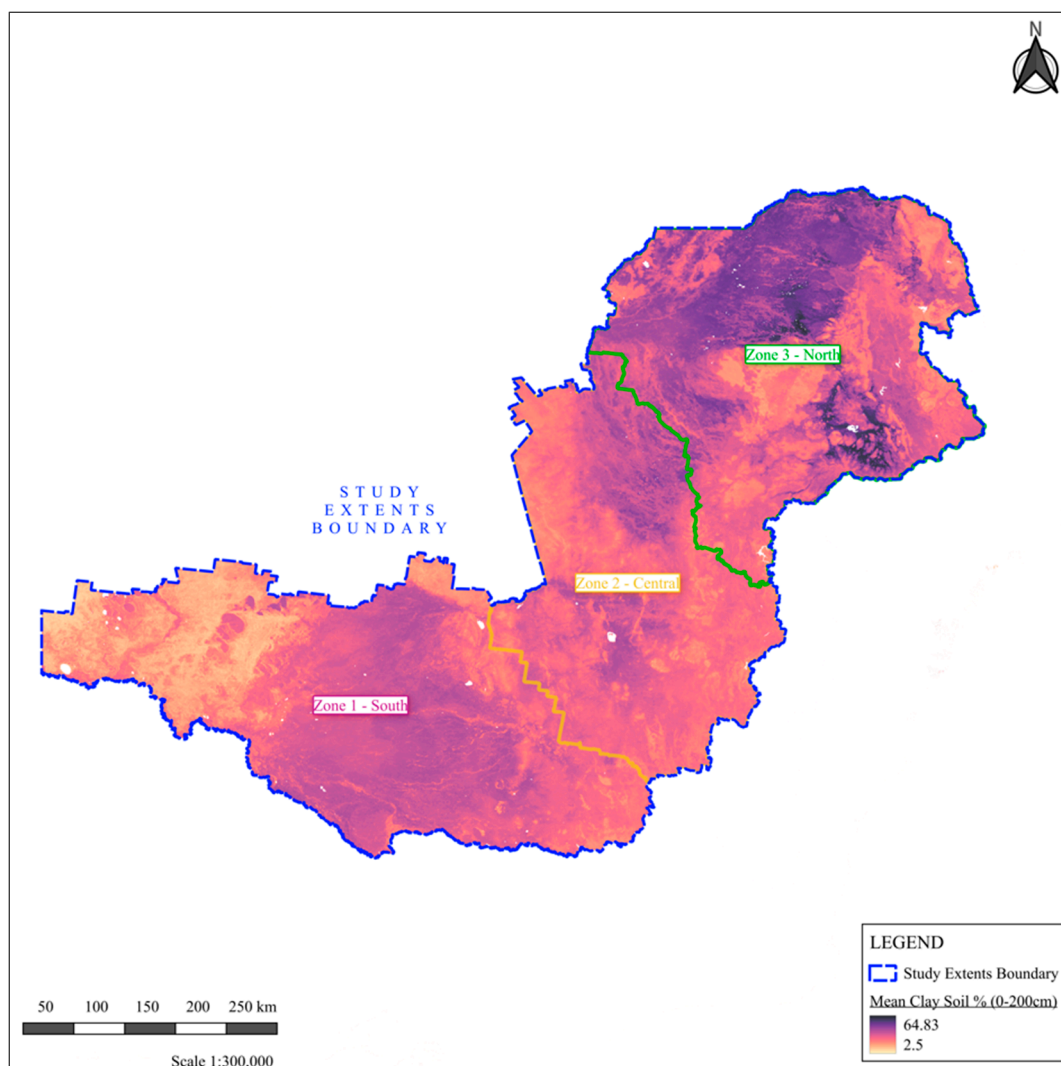 N
Zone 3 - North
STUDY
EXTENTS
BOUNDARY
Zone 2 - Central
Zone 1 - South
LEGEND
Study Extents Boundary
Mean Clay Soil % (0-200cm)
64.83
2.5
50 100 150 200 250 km
Scale 1:300,000